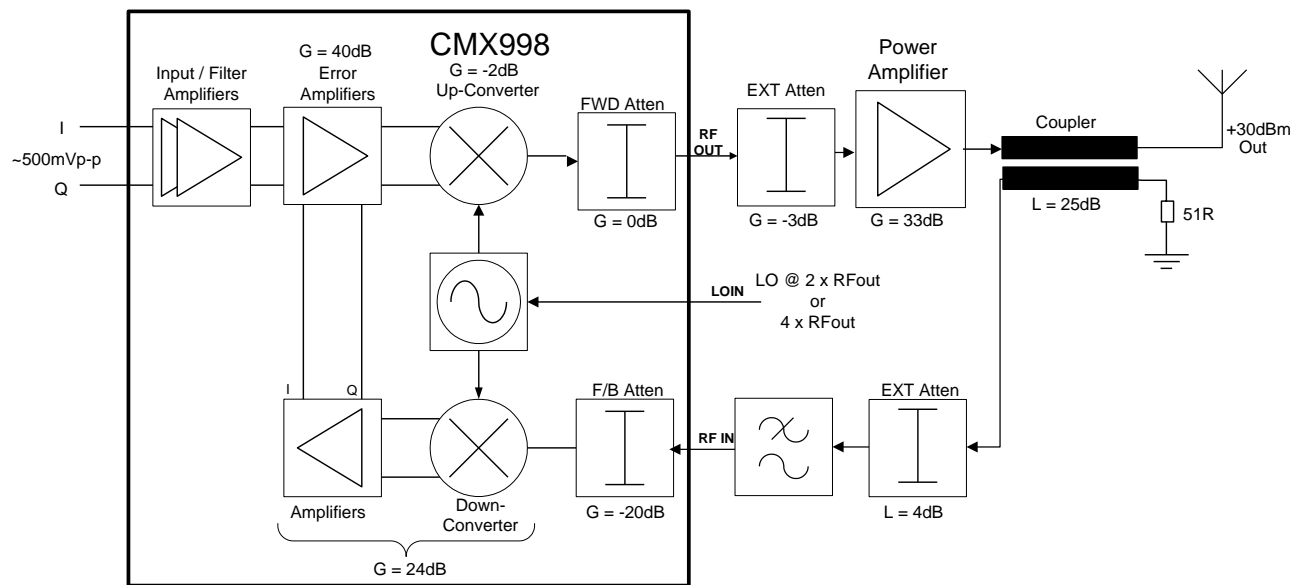 CMX998
G = 40dB
Error
Amplifiers
G = -2dB
Up-Converter
Input / Filter
Amplifiers
FWD Atten
G = 0dB
RF
OUT
EXT Atten
G = -3dB
Power
Amplifier
G = 33dB
Coupler
L = 25dB
+30dBm
Out
51R
I
~500mVp-p
Q
LOIN
LO @ 2 x RFout
or
4 x RFout
I
Q
Amplifiers
Down-
Converter
G = 24dB
F/B Atten
G = -20dB
RF IN
EXT Atten
L = 4dB